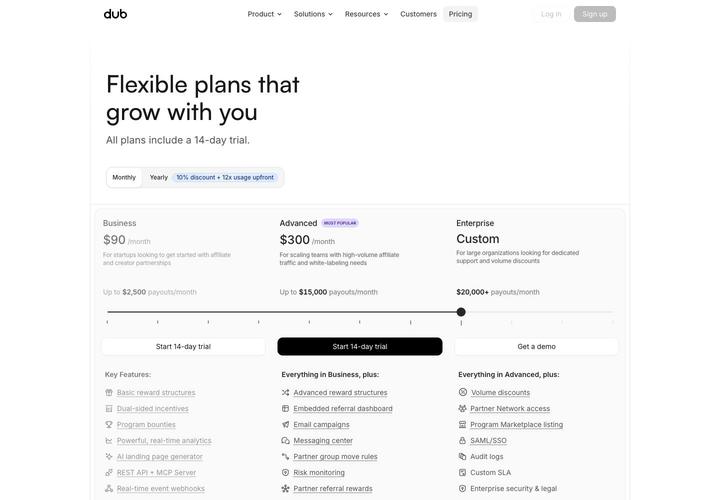 dub
Product
Solutions
Resources
Customers
Pricing
Log in
Sign up
Flexible plans that
grow with you
All plans include a 14-day trial.
Monthly
Yearly
10% discount + 12x usage upfront
Business
$90 /month
For startups looking to get started with affiliate
and creator partnerships
Up to $2,500 payouts/month
Advanced
MOST POPULAR
$300 /month
For scaling teams with high-volume affiliate
traffic and white-labeling needs
Up to $15,000 payouts/month
Enterprise
Custom
For large organizations looking for dedicated
support and volume discounts
$20,000+ payouts/month
Start 14-day trial
Start 14-day trial
Get a demo
Key Features:
Basic reward structures
Dual-sided incentives
Program bounties
Powerful, real-time analytics
AI landing page generator
REST API + MCP Server
Real-time event webhooks
Everything in Business, plus:
Advanced reward structures
Embedded referral dashboard
Email campaigns
Messaging center
Partner group move rules
Risk monitoring
Partner referral rewards
Everything in Advanced, plus:
Volume discounts
Partner Network access
Program Marketplace listing
SAML/SSO
Audit logs
Custom SLA
Enterprise security & legal